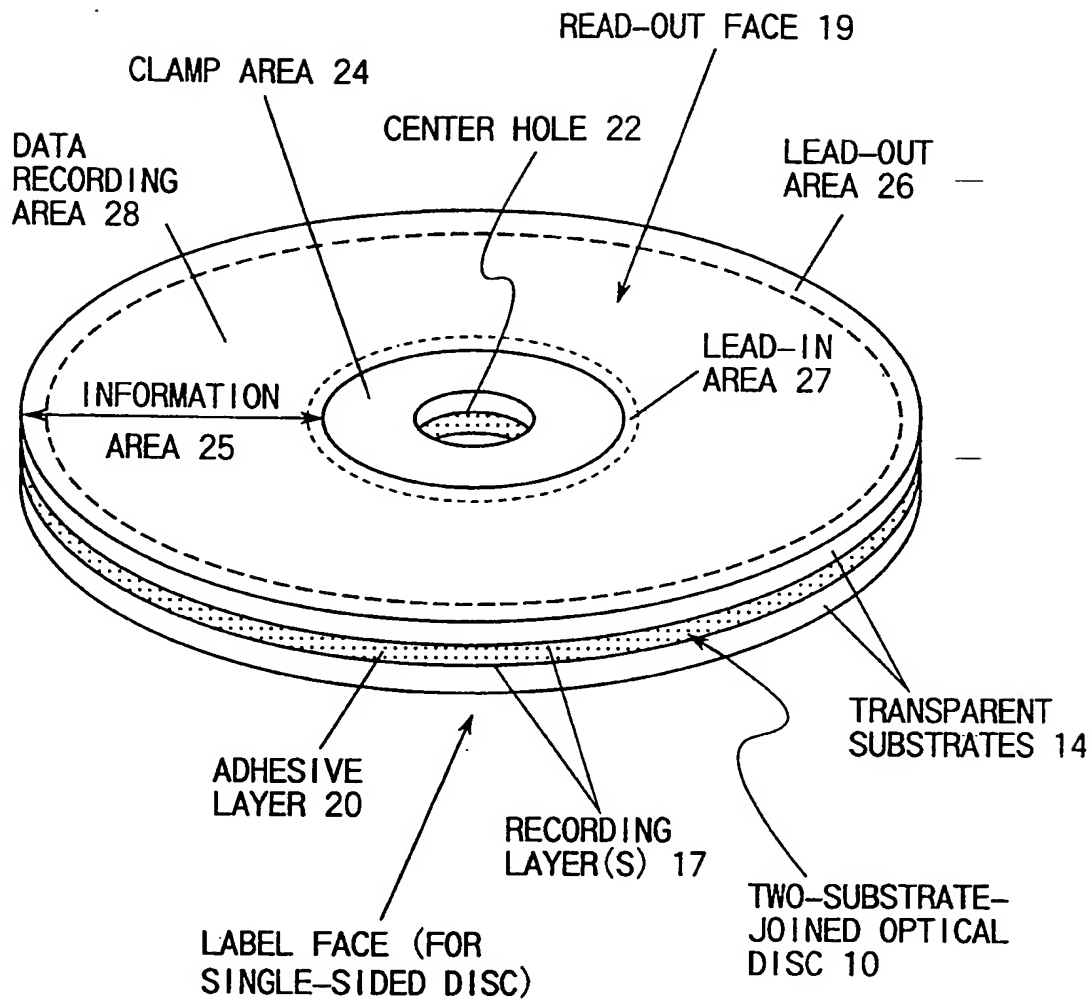 READ-OUT FACE 19
CLAMP AREA 24
CENTER HOLE 22
DATA
RECORDING
AREA 28
LEAD-OUT
AREA 26
LEAD-IN
AREA 27
INFORMATION
AREA 25
TRANSPARENT
SUBSTRATES 14
ADHESIVE
LAYER 20
RECORDING
LAYER(S) 17
TWO-SUBSTRATE-
JOINED OPTICAL
DISC 10
LABEL FACE (FOR
SINGLE-SIDED DISC)